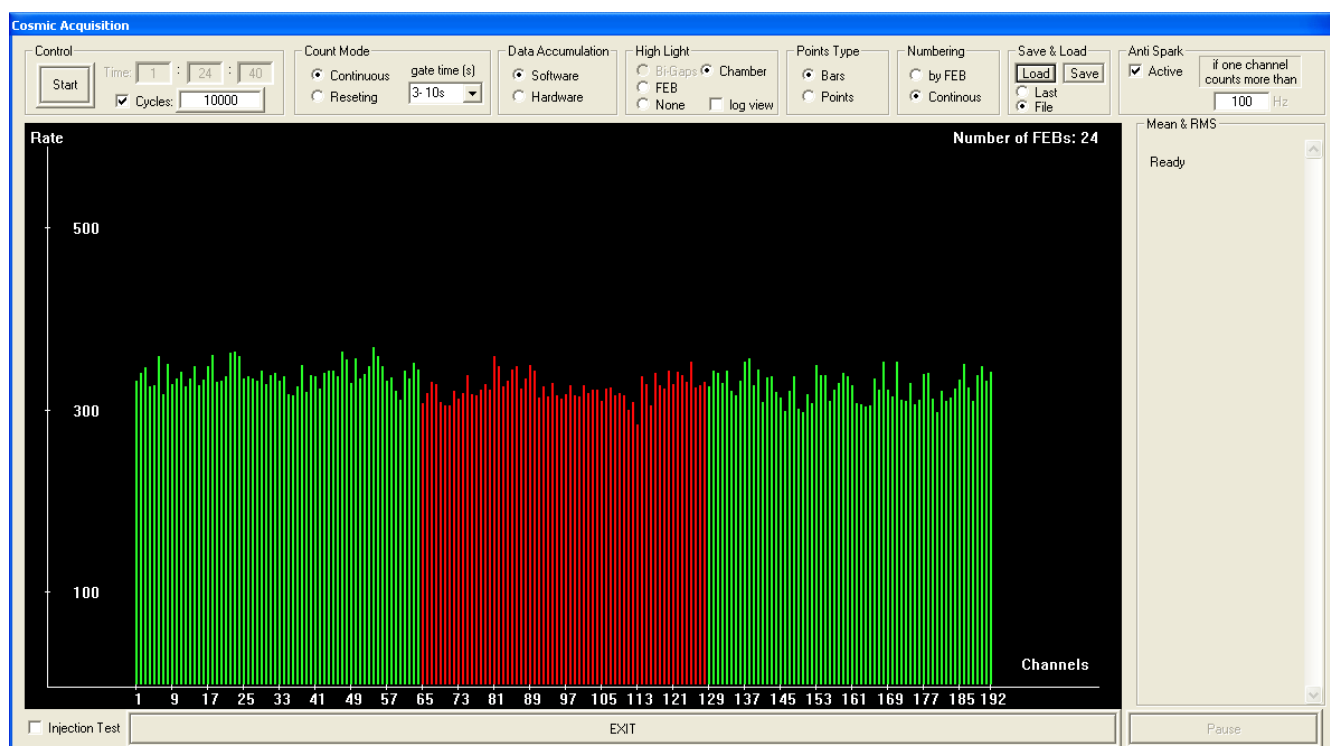 Cosmic Acquisition
Control
Start
Time: 1 : 24 : 40
Cycles: 10000
Count Mode
Continuous
Reseting
gate time (s)
3- 10s
Data Accumulation
Software
Hardware
High Light
Bi-Gaps
Chamber
FEB
None
log view
Points Type
Bars
Points
Numbering
by FEB
Continous
Save & Load
Load Save
Last
File
Anti Spark
Active
if one channel
counts more than
100 Hz
Rate
Number of FEBs: 24
500
300
100
Channels
1 9 17 25 33 41 49 57 65 73 81 89 97 105 113 121 129 137 145 153 161 169 177 185 192
Mean & RMS
Ready
Injection Test
EXIT
Pause